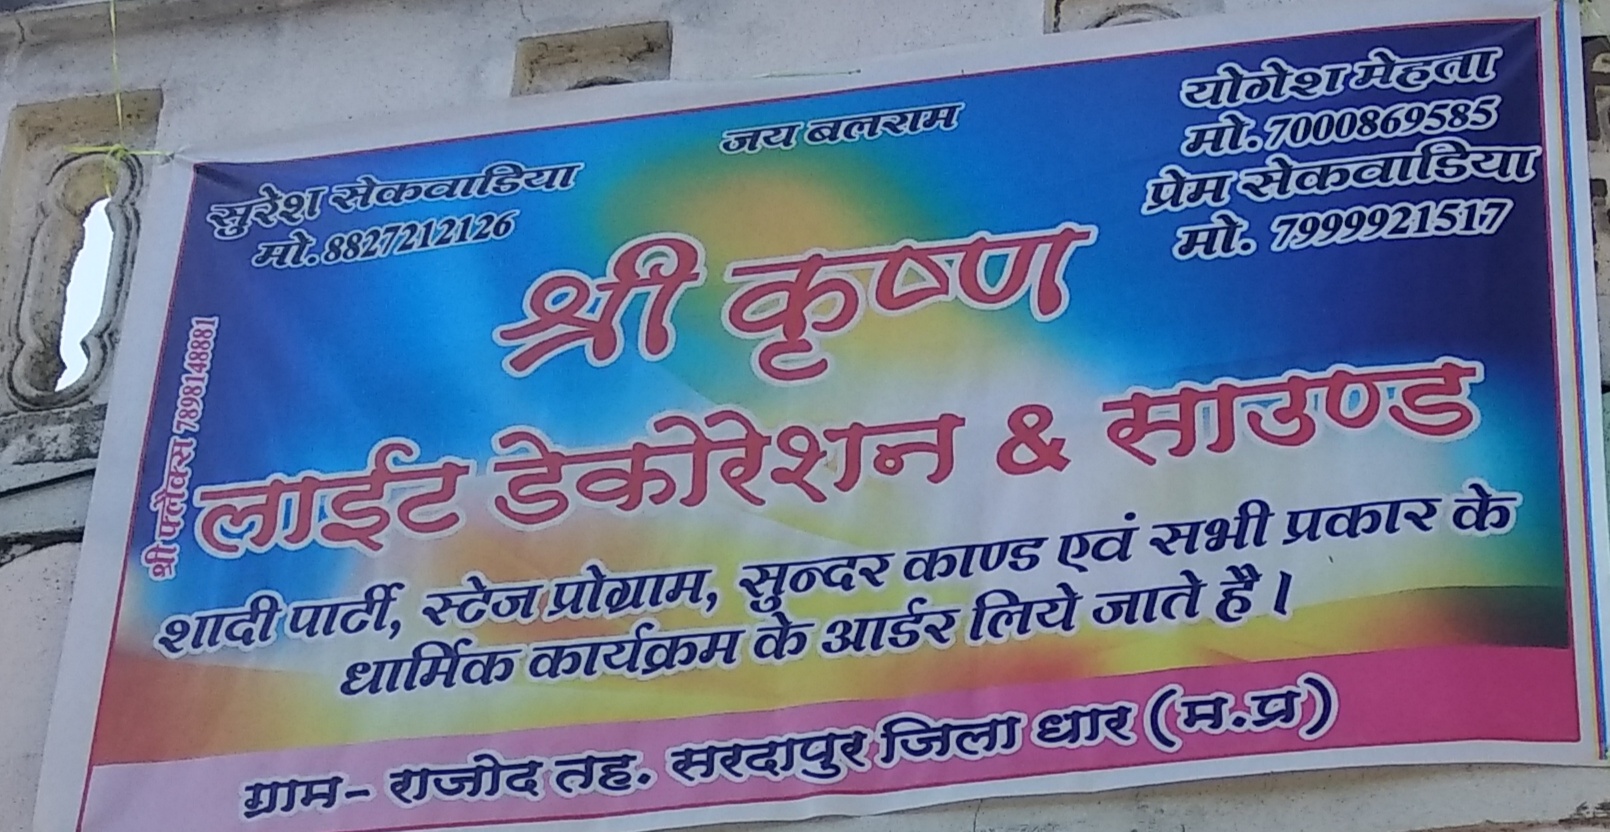 जय बलराम
सुरेश सेकवाडिया
मो. 8827212126
योगेश मेहता
मो. 7000869585
प्रेम सेकवाडिया
मो. 7999921517
श्री कृष्ण
लाईट डेकोरेशन & साउण्ड
शादी पार्टी, स्टेज प्रोग्राम, सुन्दर काण्ड एवं सभी प्रकार के
धार्मिक कार्यक्रम के आर्डर लिये जाते है।
ग्राम- राजोद तह. सरदापुर जिला धार (म.प्र)
श्री फ्लेक्स 7898148881